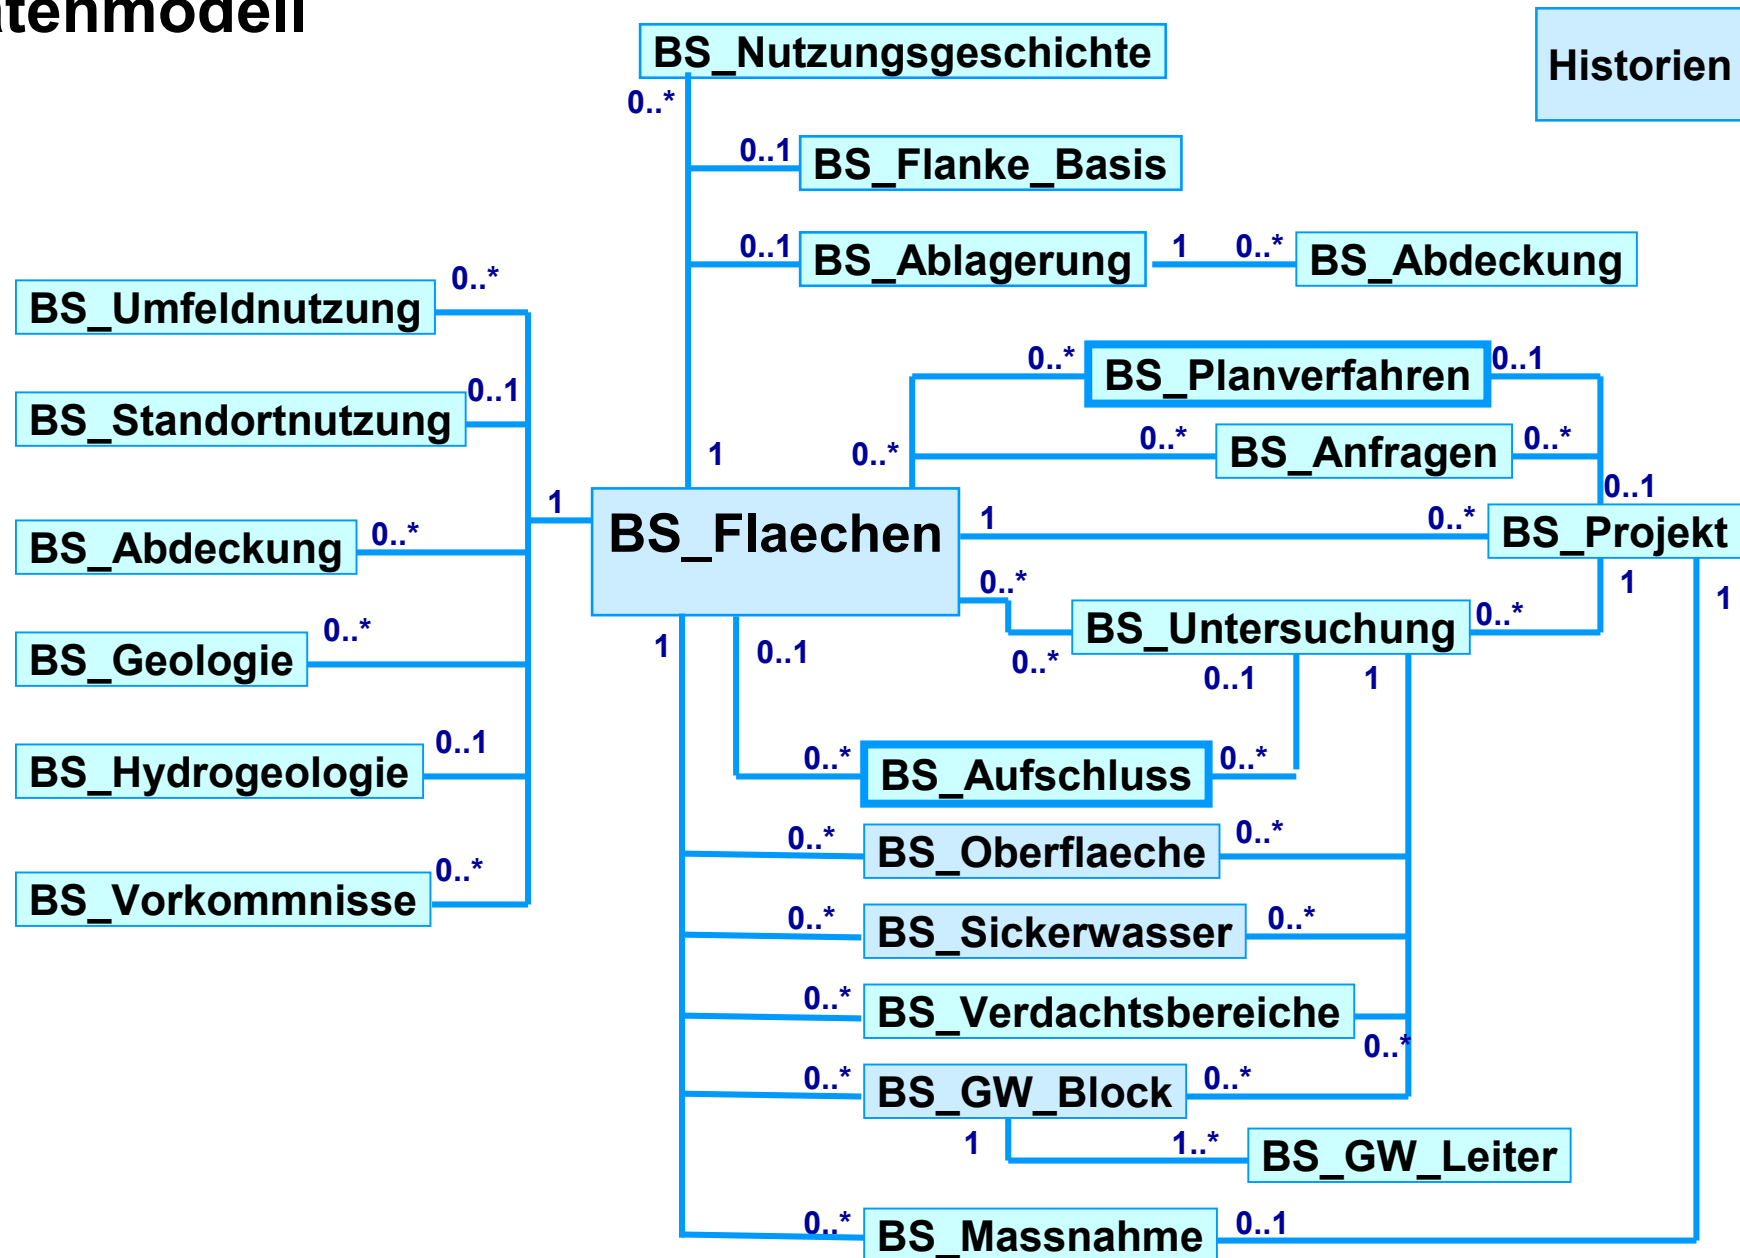 atenmodell
BS_Nutzungsgeschichte
Historien
0..*
0..1
BS_Flanke_Basis
0..1
BS_Ablagerung
1
0..*
BS_Abdeckung
0..*
BS_Umfeldnutzung
0..*
BS_Planverfahren
0..1
0..1
BS_Standortnutzung
0..*
BS_Anfragen
0..*
1
0..*
0..1
1
BS_Flaechen
1
0..*
BS_Projekt
BS_Abdeckung
0..*
0..*
1
1
BS_Untersuchung
0..*
0..*
BS_Geologie
0..*
1
0..1
0..1
1
BS_Hydrogeologie
0..1
0..*
BS_Aufschluss
0..*
0..*
BS_Oberflaeche
0..*
BS_Vorkommnisse
0..*
0..*
BS_Sickerwasser
0..*
0..*
BS_Verdachtsbereiche
0..*
0..*
BS_GW_Block
0..*
1
1..*
BS_GW_Leiter
0..*
BS_Massnahme
0..1